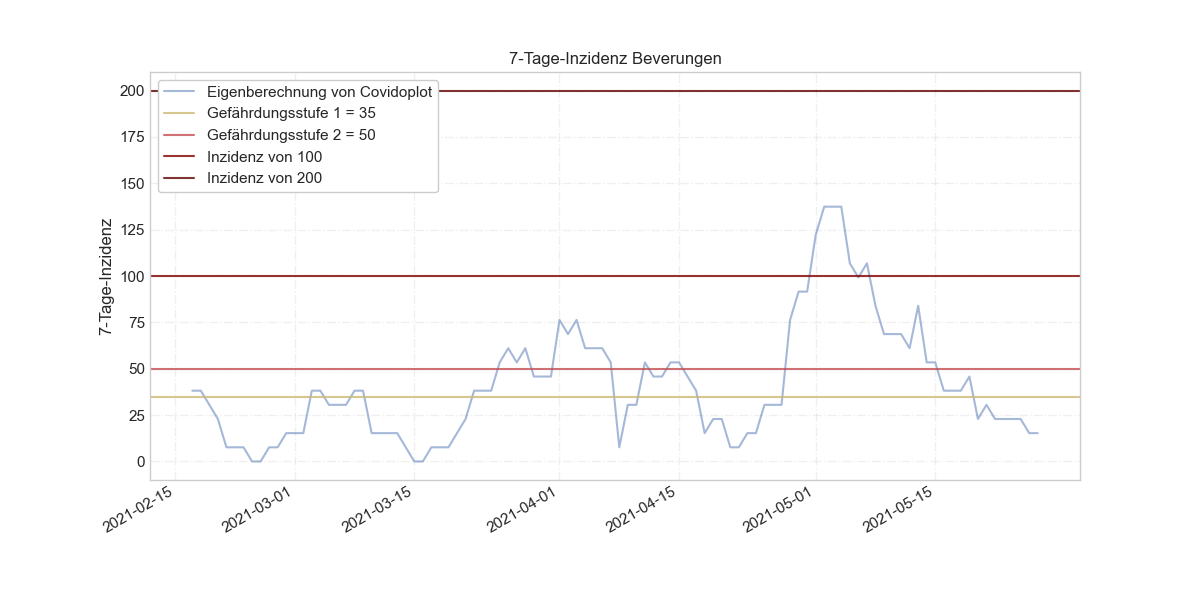 7-Tage-Inzidenz Beverungen
7-Tage-Inzidenz
200
175
150
125
100
75
50
25
0
Eigenberechnung von Covidoplot
Gefährdungsstufe 1 = 35
Gefährdungsstufe 2 = 50
Inzidenz von 100
Inzidenz von 200
2021-02-15
2021-03-01
2021-03-15
2021-04-01
2021-04-15
2021-05-01
2021-05-15